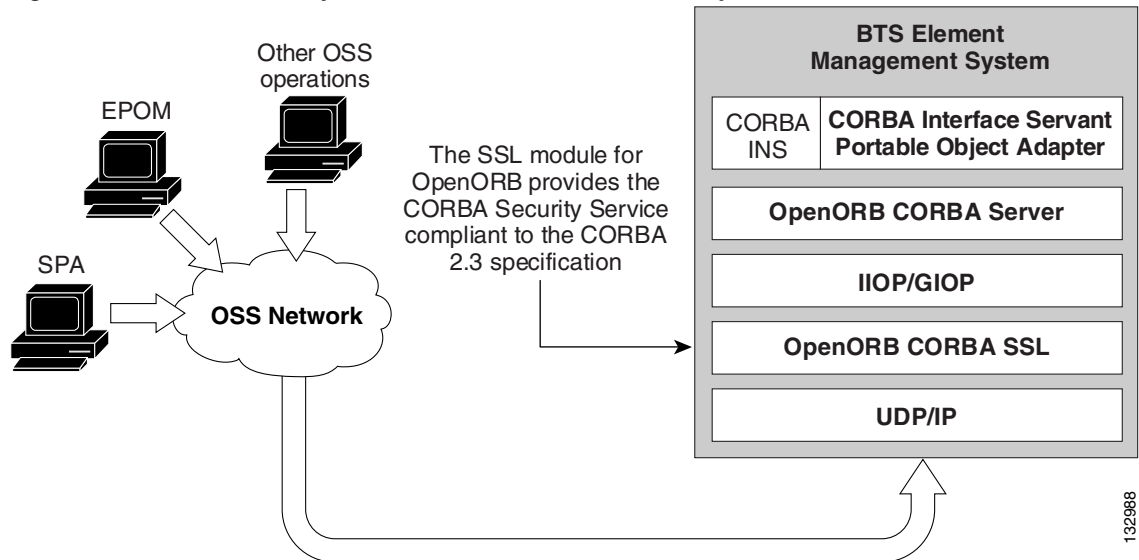 Other OSS
operations
EPOM
SPA
OSS Network
The SSL module for
OpenORB provides the
CORBA Security Service
compliant to the CORBA
2.3 specification
BTS Element
Management System
CORBA
INS
CORBA Interface Servant
Portable Object Adapter
OpenORB CORBA Server
IIOP/GIOP
OpenORB CORBA SSL
UDP/IP
132988